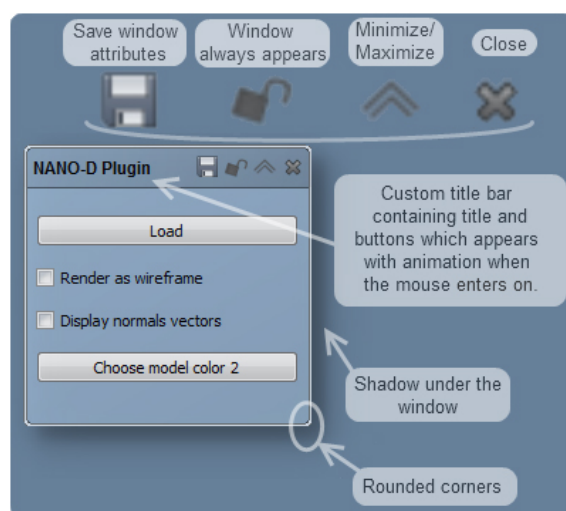 Save window
attributes
Window
always appears
Minimize/
Maximize
Close
NANO-D Plugin
Load
Render as wireframe
Display normals vectors
Choose model color 2
Custom title bar
containing title and
buttons which appears
with animation when
the mouse enters on.
Shadow under the
window
Rounded corners